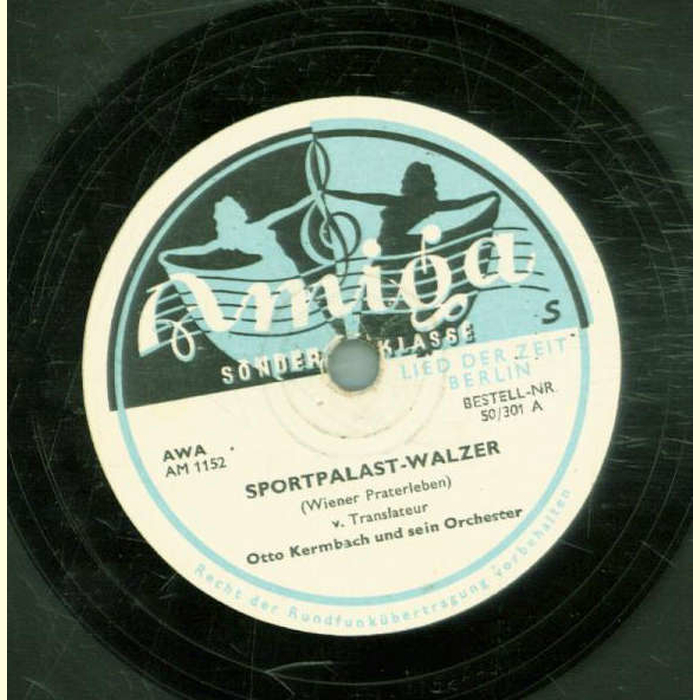 Amiga
S
SONDER KLASSE
LIED DER ZEIT
BERLIN
BESTELL-NR.
50/301 A
AWA
AM 1152
SPORTPALAST-WALZER
(Wiener Praterleben)
v. Translateur
Otto Kermbach und sein Orchester
Recht der Rundfunkübertragung vorbehalten